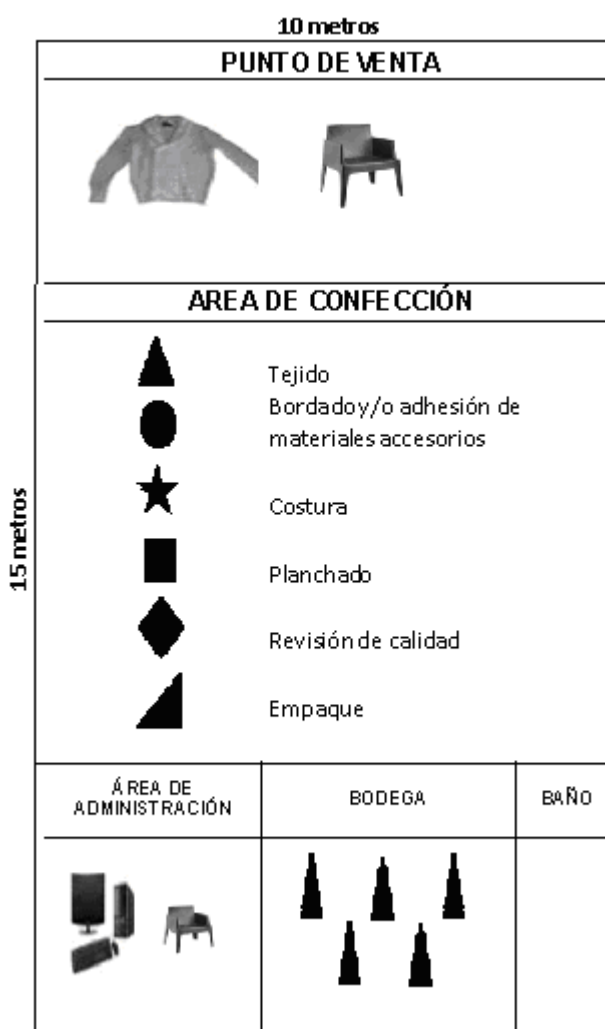 10 metros
PUNTO DE VENTA
AREA DE CONFECCIÓN
Tejido
Bordado y/o adhesión de
materiales accesorios
Costura
15 metros
Planchado
Revisión de calidad
Empaque
ÁREA DE
ADMINISTRACIÓN
BODEGA
BAÑO